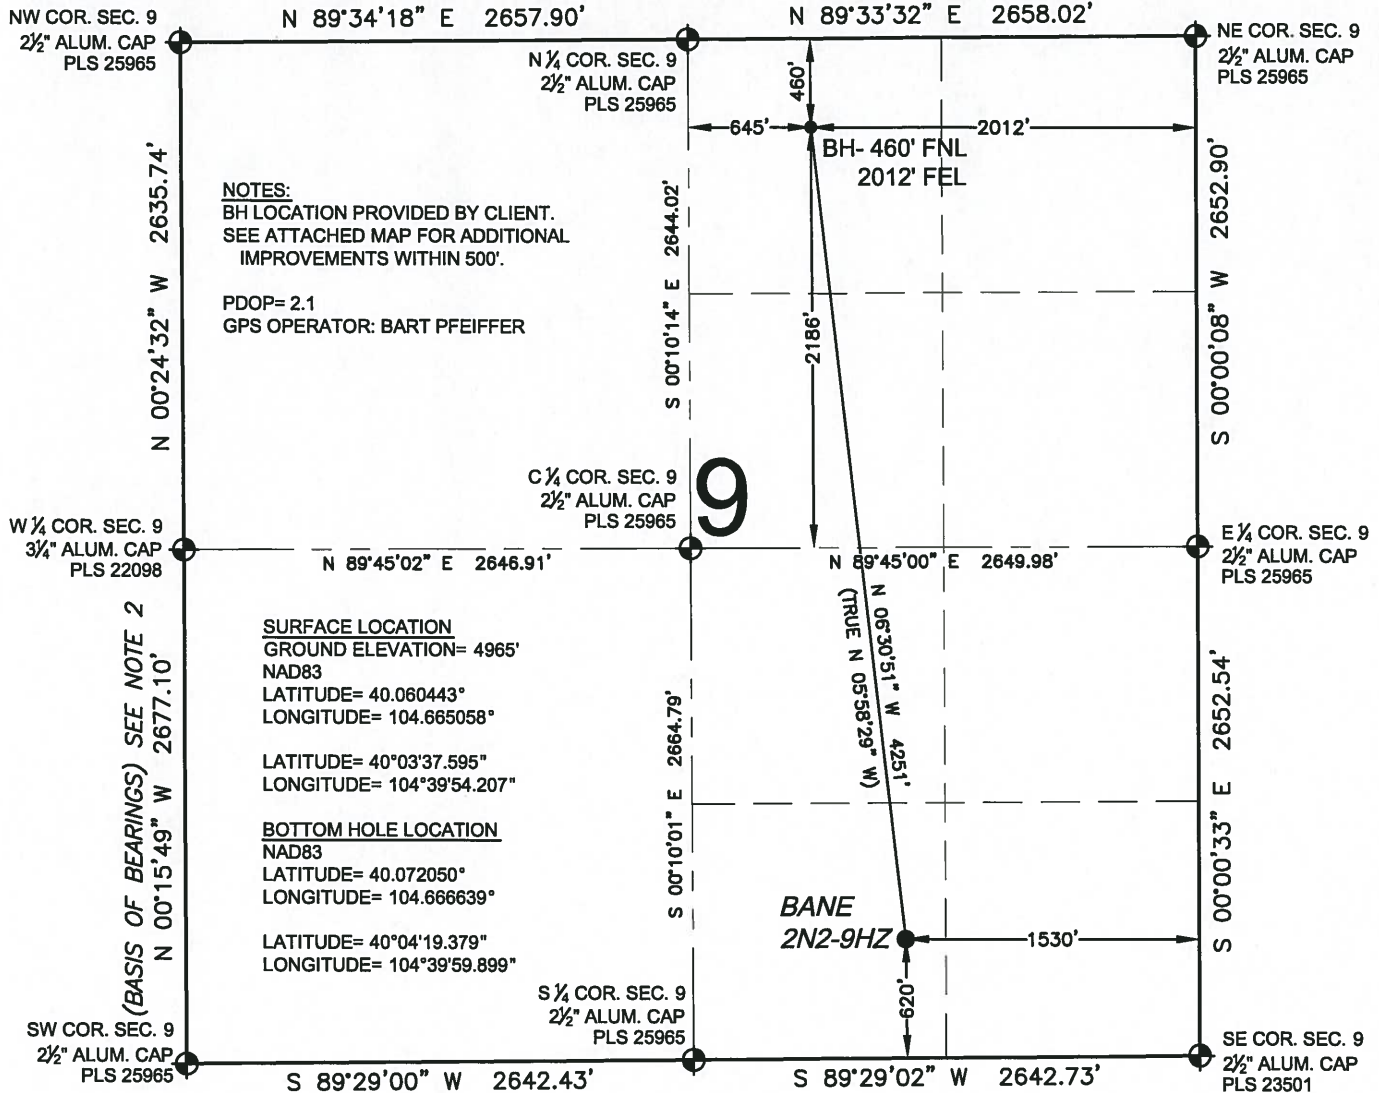 NW COR. SEC. 9
2½" ALUM. CAP
PLS 25965
N 89°34'18" E 2657.90'
N ¼ COR. SEC. 9
2½" ALUM. CAP
PLS 25965
N 89°33'32" E 2658.02'
NE COR. SEC. 9
2½" ALUM. CAP
PLS 25965
460'
645'
2012'
BH- 460' FNL
2012' FEL
N 00°24'32" W 2635.74'
NOTES:
BH LOCATION PROVIDED BY CLIENT.
SEE ATTACHED MAP FOR ADDITIONAL
IMPROVEMENTS WITHIN 500'.
PDOP= 2.1
GPS OPERATOR: BART PFEIFFER
S 00°10'14" E 2644.02'
2186'
S 00°00'08" W 2652.90'
C ¼ COR. SEC. 9
2½" ALUM. CAP
PLS 25965
9
W ¼ COR. SEC. 9
3¼" ALUM. CAP
PLS 22098
N 89°45'02" E 2646.91'
N 89°45'00" E 2649.98'
E ¼ COR. SEC. 9
2½" ALUM. CAP
PLS 25965
(BASIS OF BEARINGS) SEE NOTE 2
N 00°15'49" W 2677.10'
SURFACE LOCATION
GROUND ELEVATION= 4965'
NAD83
LATITUDE= 40.060443°
LONGITUDE= 104.665058°
LATITUDE= 40°03'37.595"
LONGITUDE= 104°39'54.207"
BOTTOM HOLE LOCATION
NAD83
LATITUDE= 40.072050°
LONGITUDE= 104.666639°
LATITUDE= 40°04'19.379"
LONGITUDE= 104°39'59.899"
S 00°10'01" E 2664.79'
N 06°30'51" W 4251'
(TRUE N 05°58'29" W)
S 00°00'33" E 2652.54'
BANE
2N2-9HZ
1530'
620'
SW COR. SEC. 9
2½" ALUM. CAP
PLS 25965
S 89°29'00" W 2642.43'
S ¼ COR. SEC. 9
2½" ALUM. CAP
PLS 25965
S 89°29'02" W 2642.73'
SE COR. SEC. 9
2½" ALUM. CAP
PLS 23501